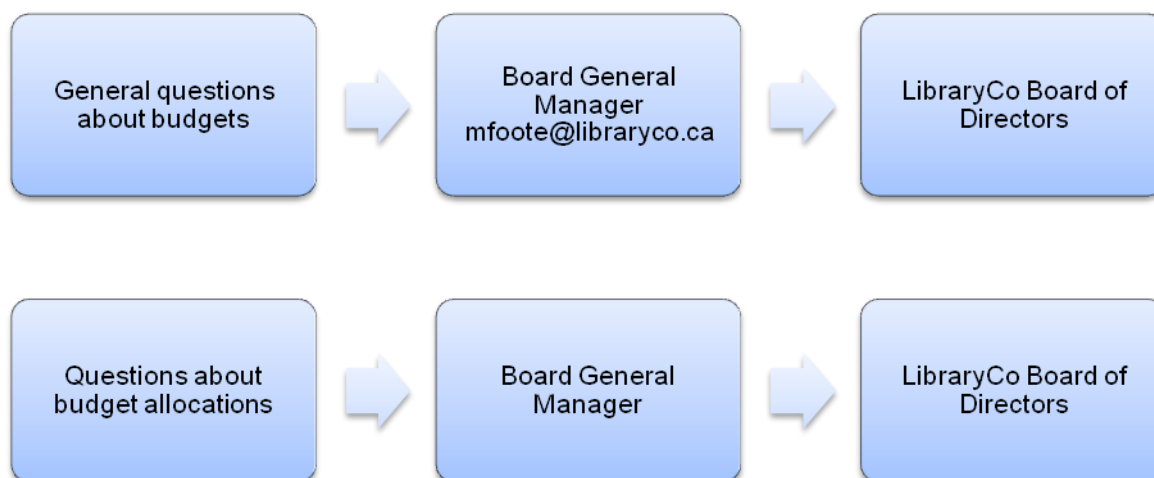 General questions
about budgets
Board General
Manager
mfoote@libraryco.ca
LibraryCo Board of
Directors
Questions about
budget allocations
Board General
Manager
LibraryCo Board of
Directors